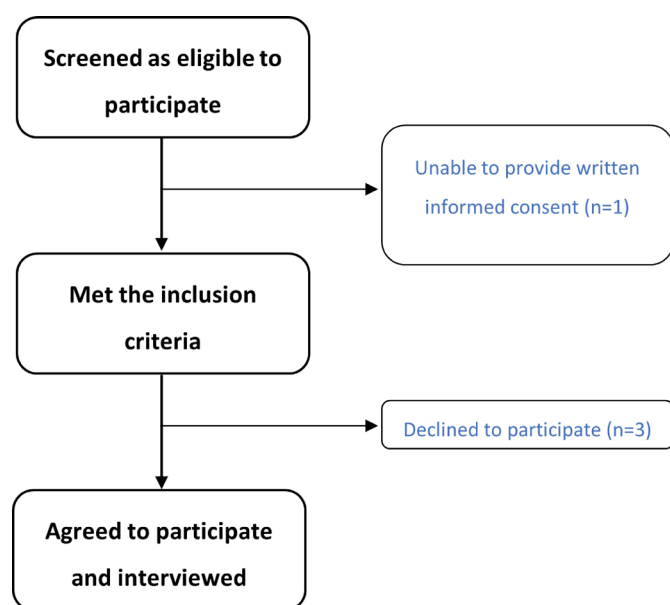 Screened as eligible to
participate
Unable to provide written
informed consent (n=1)
Met the inclusion
criteria
Declined to participate (n=3)
Agreed to participate
and interviewed